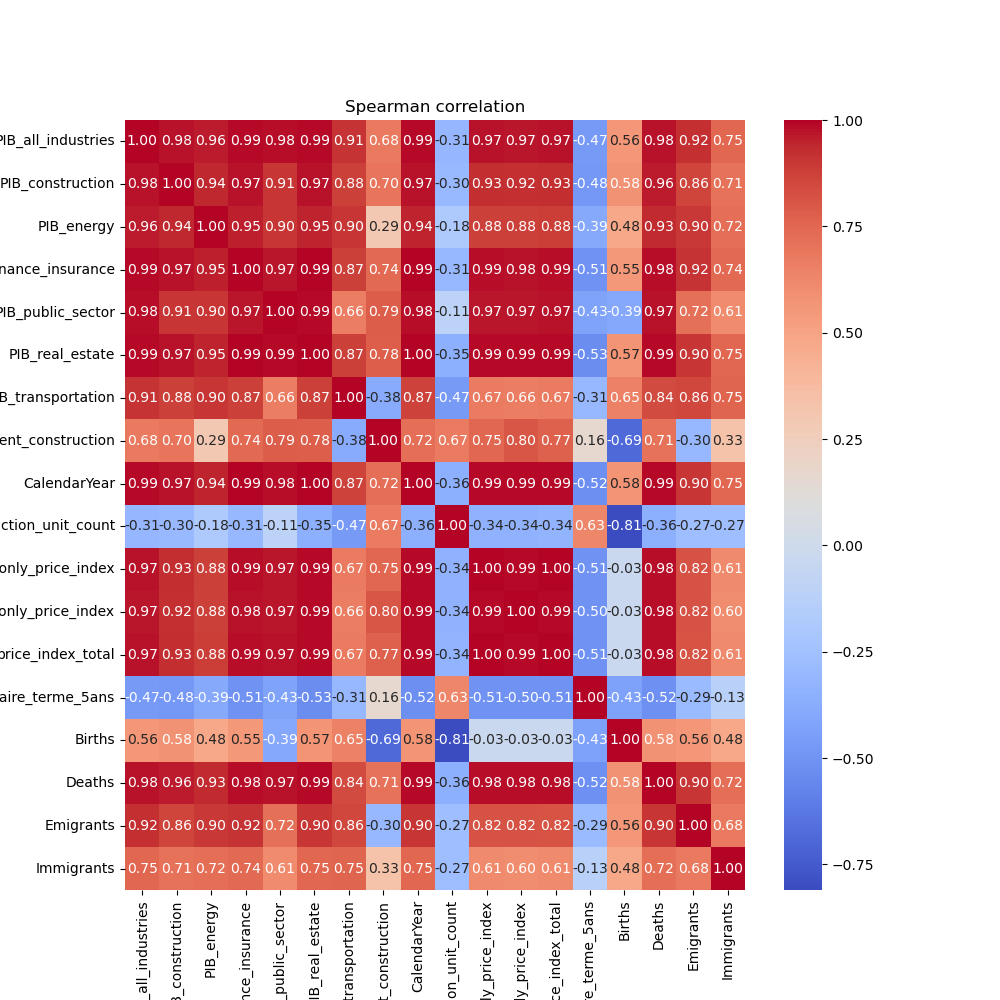 Spearman correlation
PIB_all_industries 1.00 0.98 0.96 0.99 0.98 0.99 0.91 0.68 0.99 -0.31 0.97 0.97 0.97 -0.47 0.56 0.98 0.92 0.75
PIB_construction 0.98 1.00 0.94 0.97 0.91 0.97 0.88 0.70 0.97 -0.30 0.93 0.92 0.93 -0.48 0.58 0.96 0.86 0.71
PIB_energy 0.96 0.94 1.00 0.95 0.90 0.95 0.90 0.29 0.94 -0.18 0.88 0.88 0.88 -0.39 0.48 0.93 0.90 0.72
nance_insurance 0.99 0.97 0.95 1.00 0.97 0.99 0.87 0.74 0.99 -0.31 0.99 0.98 0.99 -0.51 0.55 0.98 0.92 0.74
PIB_public_sector 0.98 0.91 0.90 0.97 1.00 0.99 0.66 0.79 0.98 -0.11 0.97 0.97 0.97 -0.43 -0.39 0.97 0.72 0.61
PIB_real_estate 0.99 0.97 0.95 0.99 0.99 1.00 0.87 0.78 1.00 -0.35 0.99 0.99 0.99 -0.53 0.57 0.99 0.90 0.75
B_transportation 0.91 0.88 0.90 0.87 0.66 0.87 1.00 -0.38 0.87 -0.47 0.67 0.66 0.67 -0.31 0.65 0.84 0.86 0.75
ent_construction 0.68 0.70 0.29 0.74 0.79 0.78 -0.38 1.00 0.72 0.67 0.75 0.80 0.77 0.16 -0.69 0.71 -0.30 0.33
CalendarYear 0.99 0.97 0.94 0.99 0.98 1.00 0.87 0.72 1.00 -0.36 0.99 0.99 0.99 -0.52 0.58 0.99 0.90 0.75
ction_unit_count -0.31 -0.30 -0.18 -0.31 -0.11 -0.35 -0.47 0.67 -0.36 1.00 -0.34 -0.34 -0.34 0.63 -0.81 -0.36 -0.27 -0.27
only_price_index 0.97 0.93 0.88 0.99 0.97 0.99 0.67 0.75 0.99 -0.34 1.00 0.99 1.00 -0.51 -0.03 0.98 0.82 0.61
only_price_index 0.97 0.92 0.88 0.98 0.97 0.99 0.66 0.80 0.99 -0.34 0.99 1.00 0.99 -0.50 -0.03 0.98 0.82 0.60
price_index_total 0.97 0.93 0.88 0.99 0.97 0.99 0.67 0.77 0.99 -0.34 1.00 0.99 1.00 -0.51 -0.03 0.98 0.82 0.61
aire_terme_5ans -0.47 -0.48 -0.39 -0.51 -0.43 -0.53 -0.31 0.16 -0.52 0.63 -0.51 -0.50 -0.51 1.00 -0.43 -0.52 -0.29 -0.13
Births 0.56 0.58 0.48 0.55 -0.39 0.57 0.65 -0.69 0.58 -0.81 -0.03 -0.03 -0.03 -0.43 1.00 0.58 0.56 0.48
Deaths 0.98 0.96 0.93 0.98 0.97 0.99 0.84 0.71 0.99 -0.36 0.98 0.98 0.98 -0.52 0.58 1.00 0.90 0.72
Emigrants 0.92 0.86 0.90 0.92 0.72 0.90 0.86 -0.30 0.90 -0.27 0.82 0.82 0.82 -0.29 0.56 0.90 1.00 0.68
Immigrants 0.75 0.71 0.72 0.74 0.61 0.75 0.75 0.33 0.75 -0.27 0.61 0.60 0.61 -0.13 0.48 0.72 0.68 1.00
_all_industries
B_construction
PIB_energy
nce_insurance
_public_sector
IB_real_estate
transportation
t_construction
CalendarYear
on_unit_count
ly_price_index
ly_price_index
ce_index_total
re_terme_5ans
Births
Deaths
Emigrants
Immigrants
1.00
0.75
0.50
0.25
0.00
−0.25
−0.50
−0.75